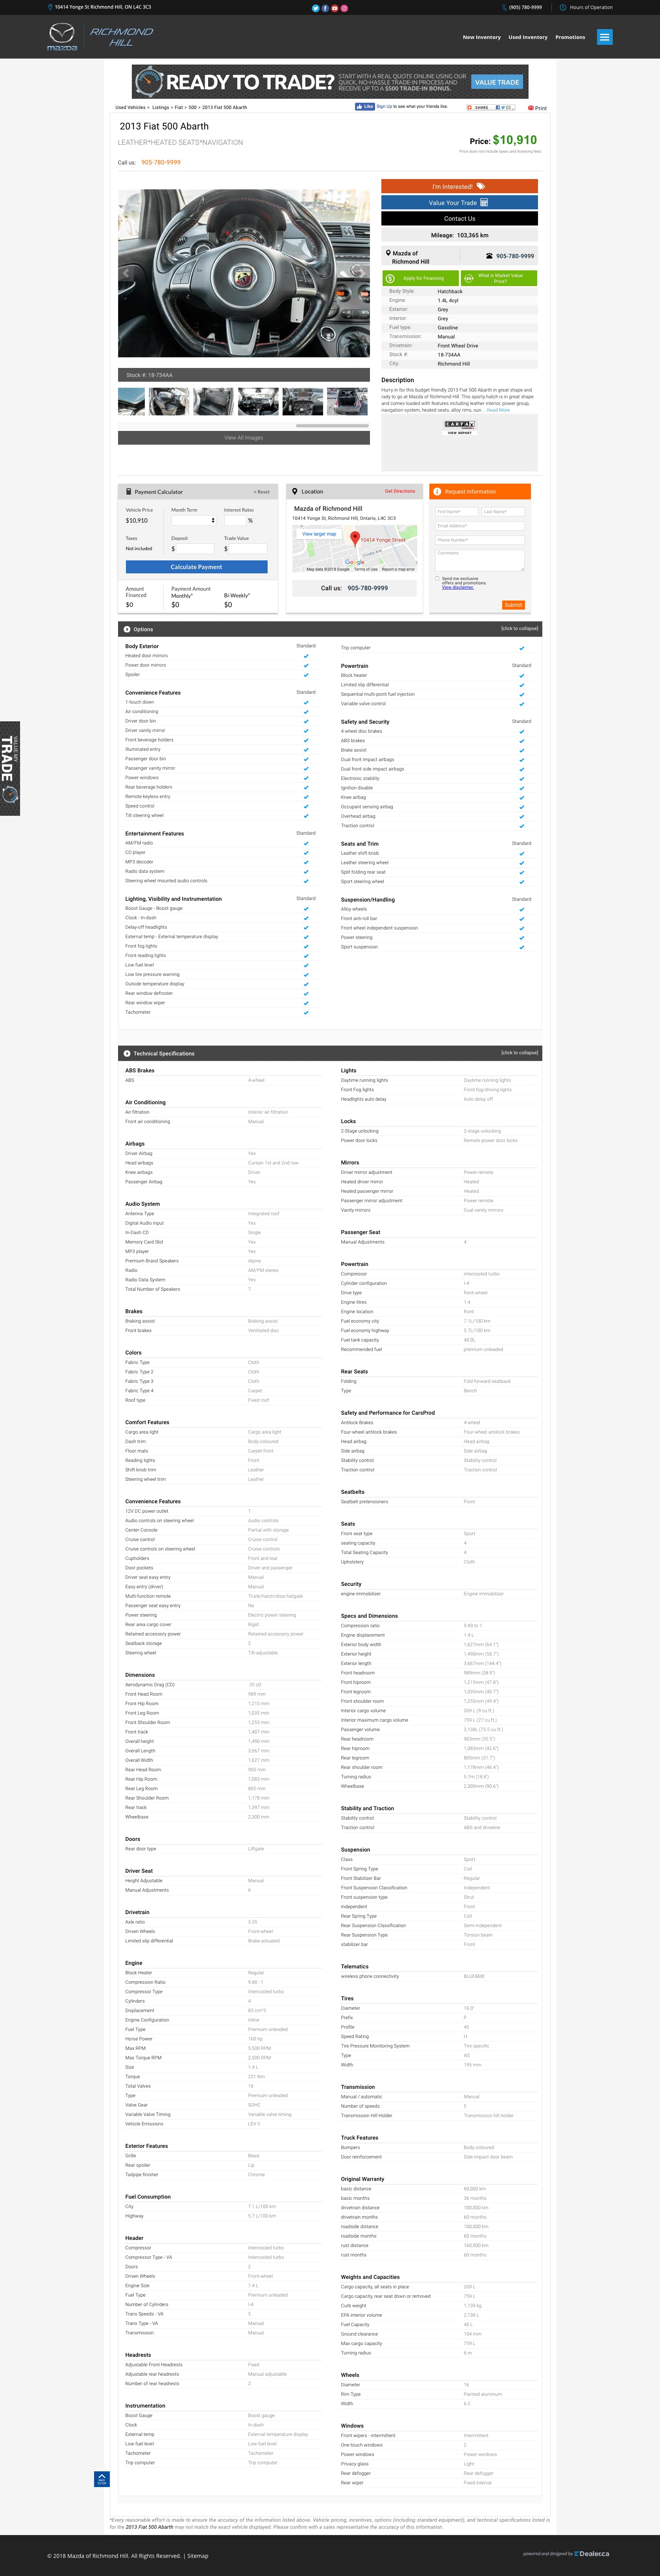 10414 Yonge St Richmond Hill, ON L4C 3C3
(905) 780-9999
Hours of Operation
mazda
RICHMOND HILL
New Inventory Used Inventory Promotions
READY TO TRADE?
START WITH A REAL QUOTE ONLINE USING OUR QUICK, NO-HASSLE TRADE-IN PROCESS AND RECEIVE UP TO A $500 TRADE-IN BONUS.
VALUE TRADE
Used Vehicles > Listings > Fiat > 500 > 2013 Fiat 500 Abarth
Like Sign Up to see what your friends like.
SHARE
Print
2013 Fiat 500 Abarth
LEATHER*HEATED SEATS*NAVIGATION
Price: $10,910
Price does not include taxes and licensing fees.
Call us: 905-780-9999
I'm Interested!
Value Your Trade
Contact Us
Mileage: 103,365 km
Mazda of Richmond Hill
905-780-9999
Apply for Financing
What is Market Value Price?
Body Style: Hatchback
Engine: 1.4L 4cyl
Exterior: Grey
Interior: Grey
Fuel type: Gasoline
Transmission: Manual
Drivetrain: Front Wheel Drive
Stock #: 18-734AA
City: Richmond Hill
Stock #: 18-734AA
View All Images
Description
Hurry in for this budget friendly 2013 Fiat 500 Abarth in great shape and rady to go at Mazda of Richmond Hill. This sporty hatch is in great shape and comes loaded with features including leather interior, power group, navigation system, heated seats, alloy rims, sun ... Read More
CARFAX
VIEW REPORT
Payment Calculator
× Reset
Vehicle Price Month Term Interest Rates
$10,910
%
Taxes Deposit Trade Value
Not included $ $
Calculate Payment
Amount Financed
$0
Payment Amount
Monthly*
$0
Bi-Weekly*
$0
Location
Get Directions
Mazda of Richmond Hill
10414 Yonge St, Richmond Hill, Ontario, L4C 3C3
View larger map
10414 Yonge Street
Google
Map data ©2018 Google Terms of Use Report a map error
Call us: 905-780-9999
Request Information
First Name*
Last Name*
Email Address*
Phone Number*
Comments
Send me exclusive offers and promotions.
View disclaimer.
Submit
VALUE MY TRADE
Options
[click to collapse]
Body Exterior Standard
Heated door mirrors
Power door mirrors
Spoiler
Convenience Features Standard
1-touch down
Air conditioning
Driver door bin
Driver vanity mirror
Front beverage holders
Illuminated entry
Passenger door bin
Passenger vanity mirror
Power windows
Rear beverage holders
Remote keyless entry
Speed control
Tilt steering wheel
Entertainment Features Standard
AM/FM radio
CD player
MP3 decoder
Radio data system
Steering wheel mounted audio controls
Lighting, Visibility and Instrumentation Standard
Boost Gauge - Boost gauge
Clock - In-dash
Delay-off headlights
External temp - External temperature display
Front fog lights
Front reading lights
Low fuel level
Low tire pressure warning
Outside temperature display
Rear window defroster
Rear window wiper
Tachometer
Trip computer
Powertrain Standard
Block heater
Limited slip differential
Sequential multi-point fuel injection
Variable valve control
Safety and Security Standard
4 wheel disc brakes
ABS brakes
Brake assist
Dual front impact airbags
Dual front side impact airbags
Electronic stability
Ignition disable
Knee airbag
Occupant sensing airbag
Overhead airbag
Traction control
Seats and Trim Standard
Leather shift knob
Leather steering wheel
Split folding rear seat
Sport steering wheel
Suspension/Handling Standard
Alloy wheels
Front anti-roll bar
Front wheel independent suspension
Power steering
Sport suspension
Technical Specifications
[click to collapse]
ABS Brakes
ABS 4-wheel
Air Conditioning
Air filtration Interior air filtration
Front air conditioning Manual
Airbags
Driver Airbag Yes
Head airbags Curtain 1st and 2nd row
Knee airbags Driver
Passenger Airbag Yes
Audio System
Antenna Type Integrated roof
Digital Audio Input Yes
In-Dash CD Single
Memory Card Slot Yes
MP3 player Yes
Premium Brand Speakers Alpine
Radio AM/FM stereo
Radio Data System Yes
Total Number of Speakers 7
Brakes
Braking assist Braking assist
Front brakes Ventilated disc
Colors
Fabric Type Cloth
Fabric Type 2 Cloth
Fabric Type 3 Cloth
Fabric Type 4 Carpet
Roof type Fixed roof
Comfort Features
Cargo area light Cargo area light
Dash trim Body-coloured
Floor mats Carpet front
Reading lights Front
Shift knob trim Leather
Steering wheel trim Leather
Convenience Features
12V DC power outlet 1
Audio controls on steering wheel Audio controls
Center Console Partial with storage
Cruise control Cruise control
Cruise controls on steering wheel Cruise controls
Cupholders Front and rear
Door pockets Driver and passenger
Driver seat easy entry Manual
Easy entry (driver) Manual
Multi-function remote Trunk/hatch/door/tailgate
Passenger seat easy entry No
Power steering Electric power steering
Rear area cargo cover Rigid
Retained accessory power Retained accessory power
Seatback storage 2
Steering wheel Tilt-adjustable
Dimensions
Aerodynamic Drag (CD) .35 cD
Front Head Room 989 mm
Front Hip Room 1,215 mm
Front Leg Room 1,035 mm
Front Shoulder Room 1,255 mm
Front track 1,407 mm
Overall height 1,490 mm
Overall Length 3,667 mm
Overall Width 1,627 mm
Rear Head Room 903 mm
Rear Hip Room 1,083 mm
Rear Leg Room 805 mm
Rear Shoulder Room 1,178 mm
Rear track 1,397 mm
Wheelbase 2,300 mm
Doors
Rear door type Liftgate
Driver Seat
Height Adjustable Manual
Manual Adjustments 6
Drivetrain
Axle ratio 3.35
Driven Wheels Front-wheel
Limited slip differential Brake actuated
Engine
Block Heater Regular
Compression Ratio 9.80 : 1
Compressor Type Intercooled turbo
Cylinders 4
Displacement 83 cm^3
Engine Configuration Inline
Fuel Type Premium unleaded
Horse Power 160 hp
Max RPM 5,500 RPM
Max Torque RPM 2,500 RPM
Size 1.4 L
Torque 231 Nm
Total Valves 16
Type Premium unleaded
Valve Gear SOHC
Variable Valve Timing Variable valve timing
Vehicle Emissions LEV II
Exterior Features
Grille Black
Rear spoiler Lip
Tailpipe finisher Chrome
Fuel Consumption
City 7.1 L/100 km
Highway 5.7 L/100 km
Header
Compressor Intercooled turbo
Compressor Type - VA Intercooled turbo
Doors 2
Driven Wheels Front-wheel
Engine Size 1.4 L
Fuel Type Premium unleaded
Number of Cylinders I-4
Trans Speeds - VA 5
Trans Type - VA Manual
Transmission Manual
Headrests
Adjustable Front Headrests Fixed
Adjustable rear headrests Manual adjustable
Number of rear headrests 2
Instrumentation
Boost Gauge Boost gauge
Clock In-dash
External temp External temperature display
Low fuel level Low fuel level
Tachometer Tachometer
Trip computer Trip computer
Lights
Daytime running lights Daytime running lights
Front Fog lights Front fog/driving lights
Headlights auto delay Auto delay off
Locks
2-Stage unlocking 2-stage unlocking
Power door locks Remote power door locks
Mirrors
Driver mirror adjustment Power remote
Heated driver mirror Heated
Heated passenger mirror Heated
Passenger mirror adjustment Power remote
Vanity mirrors Dual vanity mirrors
Passenger Seat
Manual Adjustments 4
Powertrain
Compressor Intercooled turbo
Cylinder configuration I-4
Drive type front-wheel
Engine litres 1.4
Engine location front
Fuel economy city 7.1L/100 km
Fuel economy highway 5.7L/100 km
Fuel tank capacity 40.0L
Recommended fuel premium unleaded
Rear Seats
Folding Fold forward seatback
Type Bench
Safety and Performance for CarsProd
Antilock Brakes 4-wheel
Four-wheel antilock brakes Four-wheel antilock brakes
Head airbag Head airbag
Side airbag Side airbag
Stability control Stability control
Traction control Traction control
Seatbelts
Seatbelt pretensioners Front
Seats
Front seat type Sport
seating capacity 4
Total Seating Capacity 4
Upholstery Cloth
Security
engine immobilizer Engine immobilizer
Specs and Dimensions
Compression ratio 9.80 to 1
Engine displacement 1.4 L
Exterior body width 1,627mm (64.1")
Exterior height 1,490mm (58.7")
Exterior length 3,667mm (144.4")
Front headroom 989mm (38.9")
Front hiproom 1,215mm (47.8")
Front legroom 1,035mm (40.7")
Front shoulder room 1,255mm (49.4")
Interior cargo volume 269 L (9 cu.ft.)
Interior maximum cargo volume 759 L (27 cu.ft.)
Passenger volume 2,138L (75.5 cu.ft.)
Rear headroom 903mm (35.5")
Rear hiproom 1,083mm (42.6")
Rear legroom 805mm (31.7")
Rear shoulder room 1,178mm (46.4")
Turning radius 5.7m (18.8')
Wheelbase 2,300mm (90.6")
Stability and Traction
Stability control Stability control
Traction control ABS and driveline
Suspension
Class Sport
Front Spring Type Coil
Front Stabilizer Bar Regular
Front Suspension Classification Independent
Front suspension type Strut
Independent Front
Rear Spring Type Coil
Rear Suspension Classification Semi-independent
Rear Suspension Type Torsion beam
stabilizer bar Front
Telematics
wireless phone connectivity BLUE&ME
Tires
Diameter 16.0"
Prefix P
Profile 45
Speed Rating H
Tire Pressure Monitoring System Tire specific
Type AS
Width 195 mm
Transmission
Manual / automatic Manual
Number of speeds 5
Transmission Hill Holder Transmission hill holder
Truck Features
Bumpers Body-coloured
Door reinforcement Side-impact door beam
Original Warranty
basic distance 60,000 km
basic months 36 months
drivetrain distance 100,000 km
drivetrain months 60 months
roadside distance 100,000 km
roadside months 60 months
rust distance 160,000 km
rust months 60 months
Weights and Capacities
Cargo capacity, all seats in place 269 L
Cargo capacity, rear seat down or removed 759 L
Curb weight 1,139 kg
EPA interior volume 2,138 L
Fuel Capacity 40 L
Ground clearance 104 mm
Max cargo capacity 759 L
Turning radius 6 m
Wheels
Diameter 16
Rim Type Painted aluminum
Width 6.5
Windows
Front wipers - intermittent Intermittent
One-touch windows 2
Power windows Power windows
Privacy glass Light
Rear defogger Rear defogger
Rear wiper Fixed interval
*Every reasonable effort is made to ensure the accuracy of the information listed above. Vehicle pricing, incentives, options (including standard equipment), and technical specifications listed is for the 2013 Fiat 500 Abarth may not match the exact vehicle displayed. Please confirm with a sales representative the accuracy of this information.
© 2018 Mazda of Richmond Hill. All Rights Reserved. | Sitemap
powered and designed by EDealer.ca